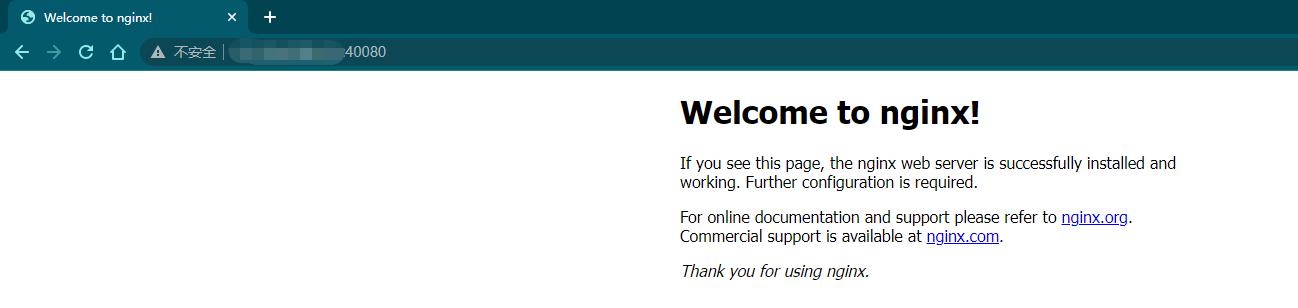 Welcome to nginx!
不安全 40080
Welcome to nginx!
If you see this page, the nginx web server is successfully installed and
working. Further configuration is required.
For online documentation and support please refer to nginx.org.
Commercial support is available at nginx.com.
Thank you for using nginx.